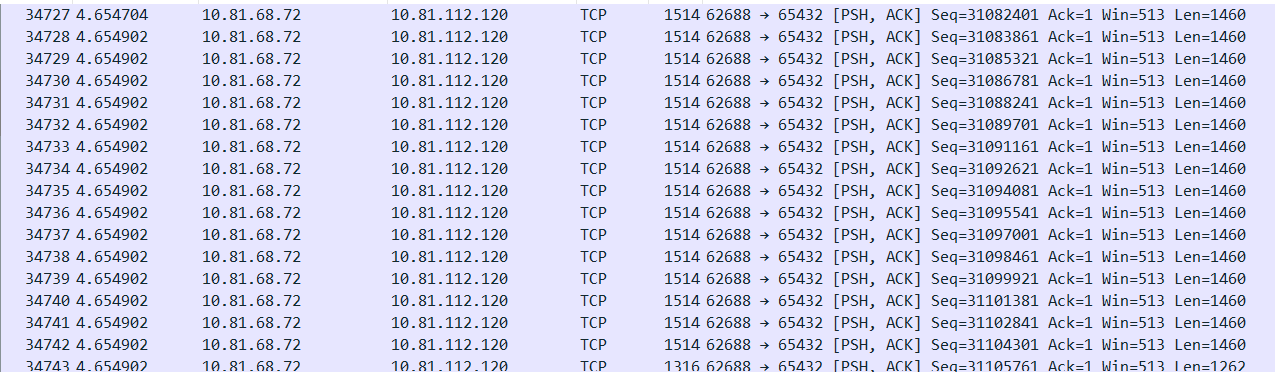 34727 4.654704 10.81.68.72 10.81.112.120 TCP 1514 62688 → 65432 [PSH, ACK] Seq=31082401 Ack=1 Win=513 Len=1460
34728 4.654902 10.81.68.72 10.81.112.120 TCP 1514 62688 → 65432 [PSH, ACK] Seq=31083861 Ack=1 Win=513 Len=1460
34729 4.654902 10.81.68.72 10.81.112.120 TCP 1514 62688 → 65432 [PSH, ACK] Seq=31085321 Ack=1 Win=513 Len=1460
34730 4.654902 10.81.68.72 10.81.112.120 TCP 1514 62688 → 65432 [PSH, ACK] Seq=31086781 Ack=1 Win=513 Len=1460
34731 4.654902 10.81.68.72 10.81.112.120 TCP 1514 62688 → 65432 [PSH, ACK] Seq=31088241 Ack=1 Win=513 Len=1460
34732 4.654902 10.81.68.72 10.81.112.120 TCP 1514 62688 → 65432 [PSH, ACK] Seq=31089701 Ack=1 Win=513 Len=1460
34733 4.654902 10.81.68.72 10.81.112.120 TCP 1514 62688 → 65432 [PSH, ACK] Seq=31091161 Ack=1 Win=513 Len=1460
34734 4.654902 10.81.68.72 10.81.112.120 TCP 1514 62688 → 65432 [PSH, ACK] Seq=31092621 Ack=1 Win=513 Len=1460
34735 4.654902 10.81.68.72 10.81.112.120 TCP 1514 62688 → 65432 [PSH, ACK] Seq=31094081 Ack=1 Win=513 Len=1460
34736 4.654902 10.81.68.72 10.81.112.120 TCP 1514 62688 → 65432 [PSH, ACK] Seq=31095541 Ack=1 Win=513 Len=1460
34737 4.654902 10.81.68.72 10.81.112.120 TCP 1514 62688 → 65432 [PSH, ACK] Seq=31097001 Ack=1 Win=513 Len=1460
34738 4.654902 10.81.68.72 10.81.112.120 TCP 1514 62688 → 65432 [PSH, ACK] Seq=31098461 Ack=1 Win=513 Len=1460
34739 4.654902 10.81.68.72 10.81.112.120 TCP 1514 62688 → 65432 [PSH, ACK] Seq=31099921 Ack=1 Win=513 Len=1460
34740 4.654902 10.81.68.72 10.81.112.120 TCP 1514 62688 → 65432 [PSH, ACK] Seq=31101381 Ack=1 Win=513 Len=1460
34741 4.654902 10.81.68.72 10.81.112.120 TCP 1514 62688 → 65432 [PSH, ACK] Seq=31102841 Ack=1 Win=513 Len=1460
34742 4.654902 10.81.68.72 10.81.112.120 TCP 1514 62688 → 65432 [PSH, ACK] Seq=31104301 Ack=1 Win=513 Len=1460
34743 4.654902 10.81.68.72 10.81.112.120 TCP 1316 62688 → 65432 [PSH, ACK] Seq=31105761 Ack=1 Win=513 Len=1262